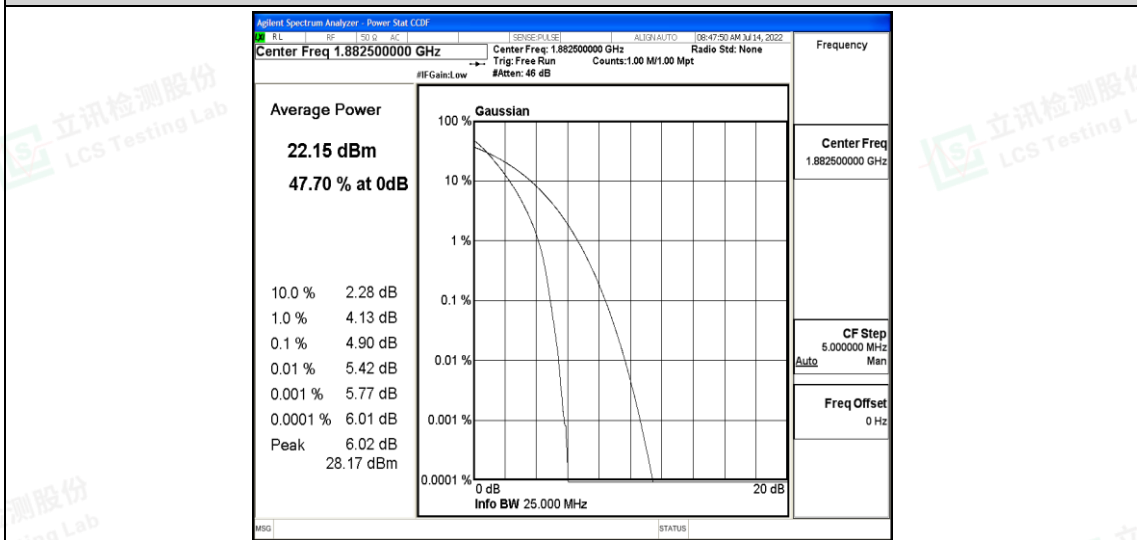 Agilent Spectrum Analyzer - Power Stat CCDF
LXI RL RF 50 Ω AC SENSE:PULSE ALIGN AUTO 08:47:50 AM Jul 14, 2022
Center Freq 1.882500000 GHz
Center Freq: 1.882500000 GHz Radio Std: None
Trig: Free Run Counts:1.00 M/1.00 Mpt
#IFGain:Low #Atten: 46 dB
Frequency
Average Power
22.15 dBm
47.70 % at 0dB
10.0 % 2.28 dB
1.0 % 4.13 dB
0.1 % 4.90 dB
0.01 % 5.42 dB
0.001 % 5.77 dB
0.0001 % 6.01 dB
Peak 6.02 dB
28.17 dBm
Gaussian
100 %
10 %
1 %
0.1 %
0.01 %
0.001 %
0.0001 %
0 dB 20 dB
Info BW 25.000 MHz
Center Freq
1.882500000 GHz
CF Step
5.000000 MHz
Auto Man
Freq Offset
0 Hz
MSG STATUS
立讯检测股份
LCS Testing Lab
立讯检测股份
LCS Testing L
测股份
ing Lab
立